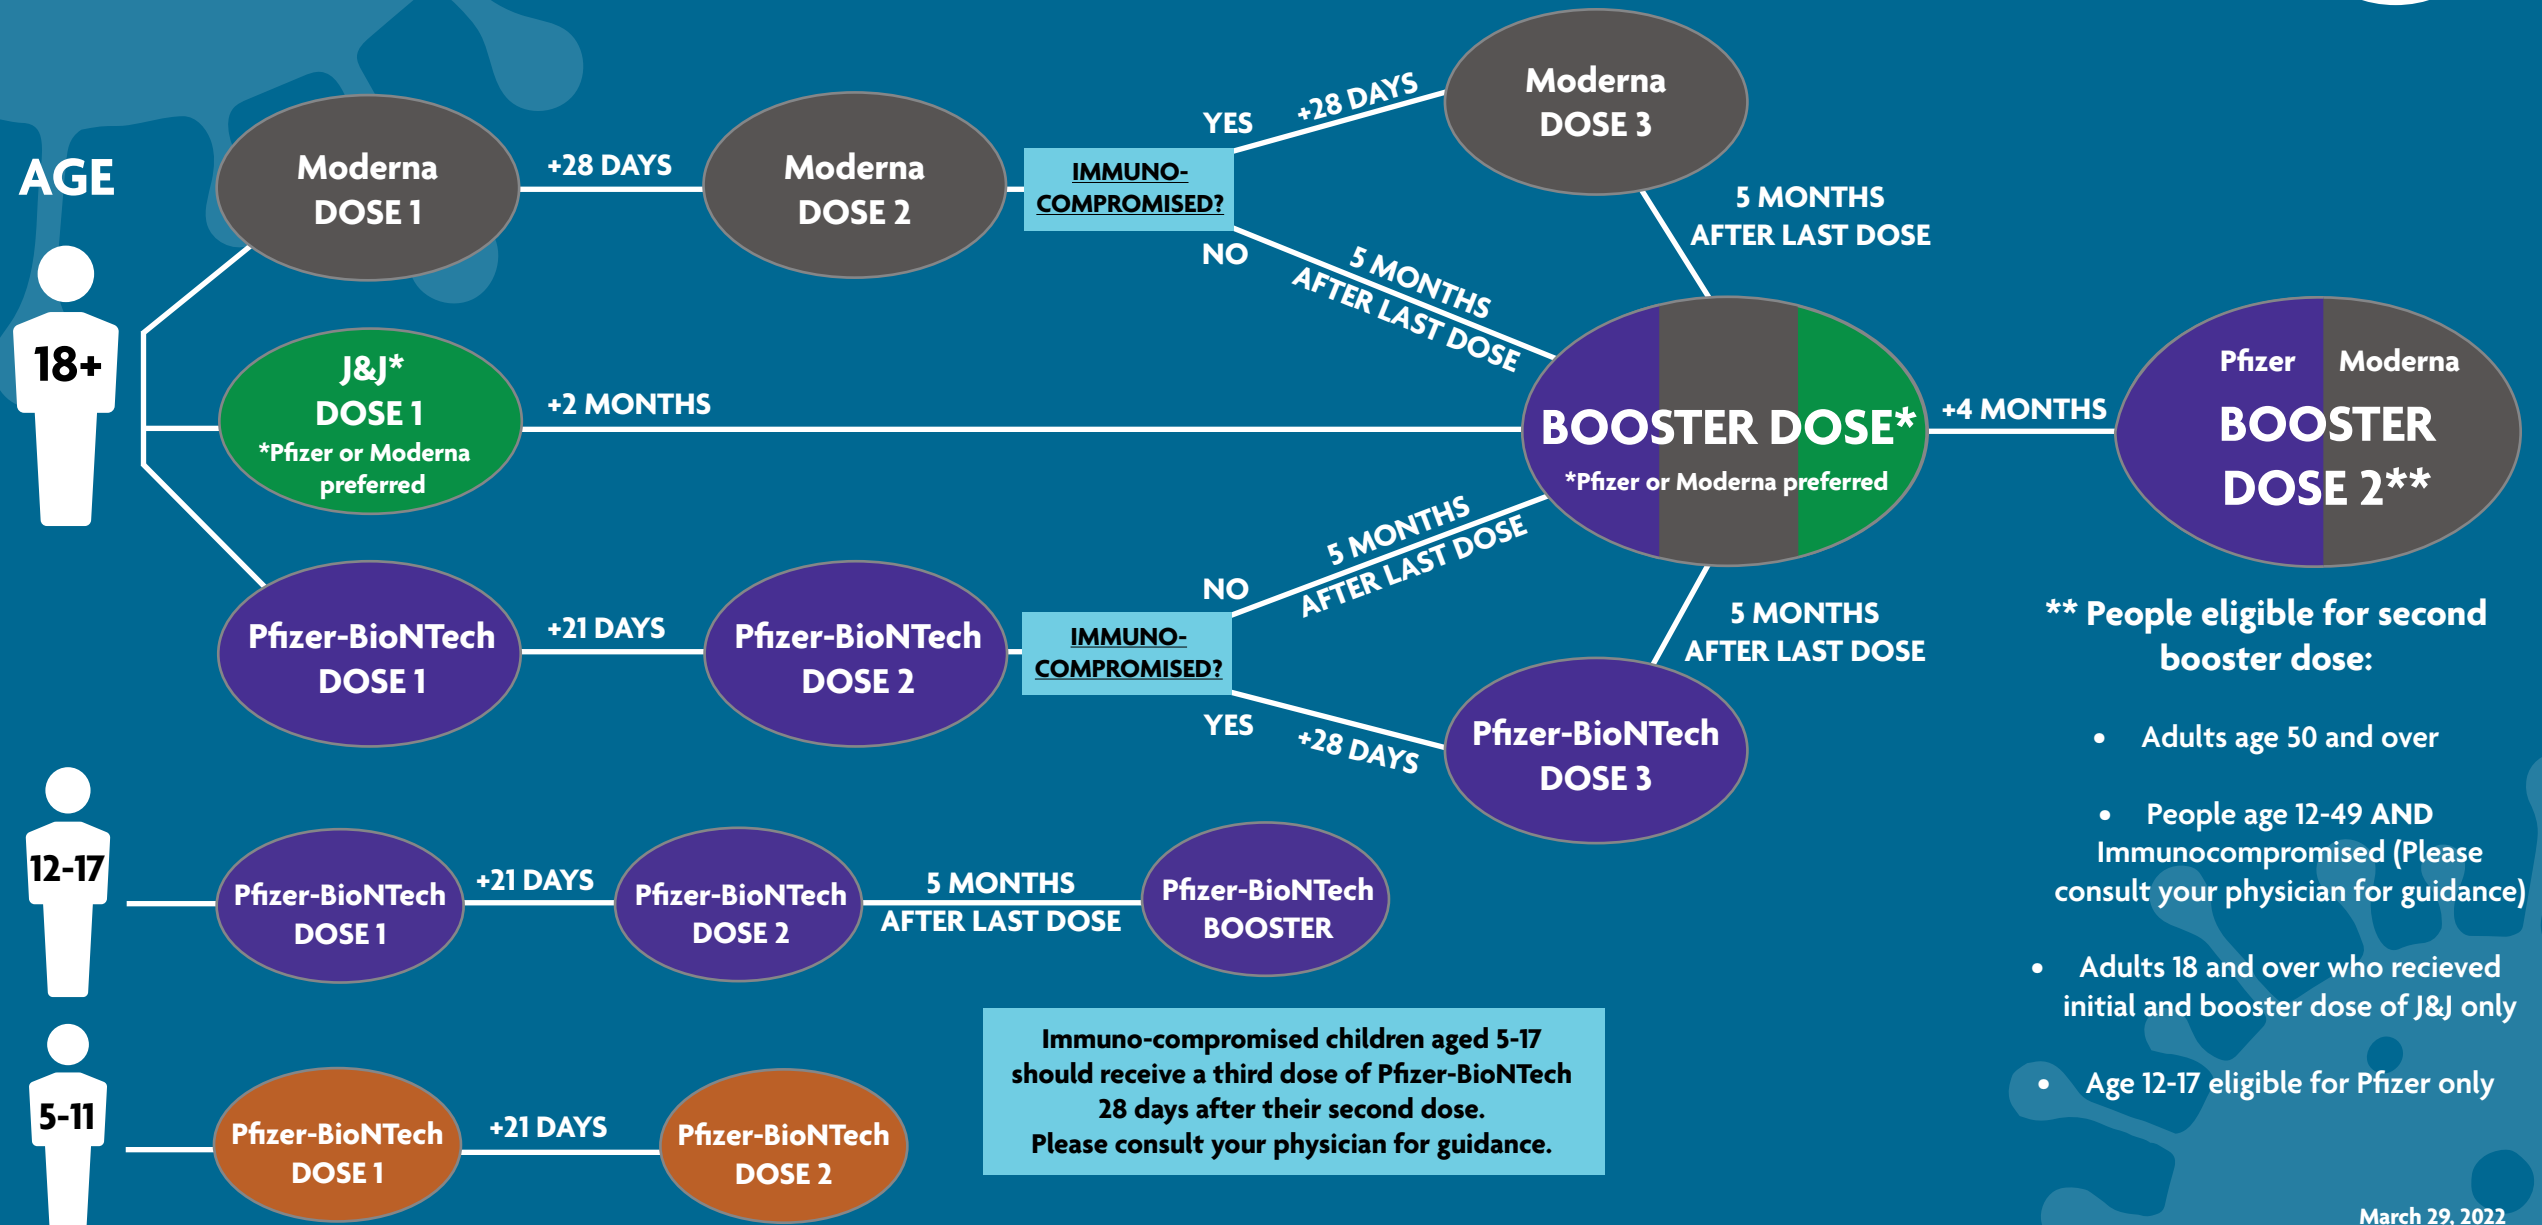 AGE
18+
Moderna
DOSE 1
+28 DAYS
Moderna
DOSE 2
IMMUNO-
COMPROMISED?
YES
+28 DAYS
Moderna
DOSE 3
5 MONTHS
AFTER LAST DOSE
NO
5 MONTHS
AFTER LAST DOSE
J&J*
DOSE 1
*Pfizer or Moderna
preferred
+2 MONTHS
BOOSTER DOSE*
*Pfizer or Moderna preferred
+4 MONTHS
Pfizer Moderna
BOOSTER
DOSE 2**
Pfizer-BioNTech
DOSE 1
+21 DAYS
Pfizer-BioNTech
DOSE 2
IMMUNO-
COMPROMISED?
NO
5 MONTHS
AFTER LAST DOSE
YES
+28 DAYS
Pfizer-BioNTech
DOSE 3
5 MONTHS
AFTER LAST DOSE
** People eligible for second
booster dose:
• Adults age 50 and over
• People age 12-49 AND
Immunocompromised (Please
consult your physician for guidance)
• Adults 18 and over who recieved
initial and booster dose of J&J only
• Age 12-17 eligible for Pfizer only
12-17
Pfizer-BioNTech
DOSE 1
+21 DAYS
Pfizer-BioNTech
DOSE 2
5 MONTHS
AFTER LAST DOSE
Pfizer-BioNTech
BOOSTER
5-11
Pfizer-BioNTech
DOSE 1
+21 DAYS
Pfizer-BioNTech
DOSE 2
Immuno-compromised children aged 5-17
should receive a third dose of Pfizer-BioNTech
28 days after their second dose.
Please consult your physician for guidance.
March 29, 2022